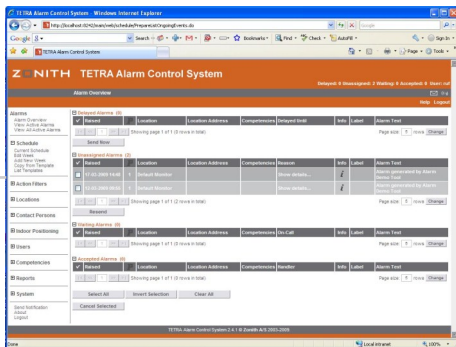 TETRA Alarm Control System - Windows Internet Explorer
Google
Search
Bookmarks
Find
Check
AutoFill
Sign In
TETRA Alarm Control System
Page
Tools
ZENITH TETRA Alarm Control System
Delayed: 0 Unassigned: 2 Waiting: 0 Accepted: 0 User:
Alarm Overview
Help Logout
Alarms
Alarm Overview
View Active Alarms
View All Active Alarms
Schedule
Current Schedule
Edit Week
Add New Week
Copy from Template
List Templates
Action Filters
Locations
Contact Persons
Indoor Positioning
Users
Competencies
Reports
System
Send Notification
About
Logout
Delayed Alarms (0)
Raised Location Location Address Competencies Delayed Until Info Label Alarm Text
Showing page 1 of 1 (0 rows in total) Page size: rows Change
Send Now
Unassigned Alarms (2)
Raised Location Location Address Competencies Reason Info Label Alarm Text
Default Monitor Show details... i Alarm generated by Alarm Demo Tool
Default Monitor Show details... i Alarm generated by Alarm Demo Tool
Showing page 1 of 1 (2 rows in total) Page size: rows Change
Resend
Waiting Alarms (0)
Raised Location Location Address Competencies On Call Info Label Alarm Text
Showing page 1 of 1 (0 rows in total) Page size: rows Change
Accepted Alarms (0)
Raised Location Location Address Competencies Handler Info Label Alarm Text
Showing page 1 of 1 (0 rows in total) Page size: rows Change
Select All Invert Selection Clear All
Cancel Selected
TETRA Alarm Control System 2.6.1 © Zenith A/S 2003-2009
Done Local intranet 100%